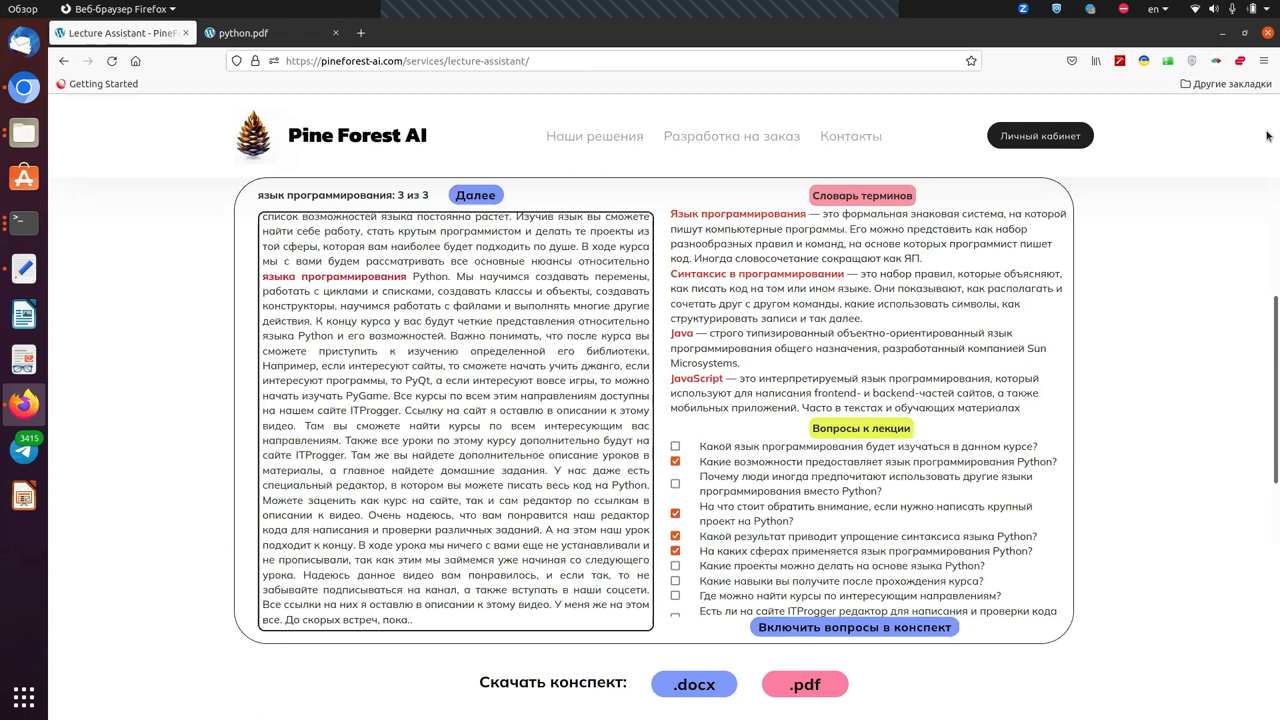 Обзор
Веб-браузер Firefox
en
Lecture Assistant - PineF
python.pdf
https://pineforest-ai.com/services/lecture-assistant/
Getting Started
Другие закладки
Pine Forest AI
Наши решения
Разработка на заказ
Контакты
Личный кабинет
язык программирования: 3 из 3
Далее
список возможностей языка постоянно растет. Изучив язык вы сможете
найти себе работу, стать крутым программистом и делать те проекты из
той сферы, которая вам наиболее будет подходить по душе. В ходе курса
мы с вами будем рассматривать все основные нюансы относительно
языка программирования Python. Мы научимся создавать перемены,
работать с циклами и списками, создавать классы и объекты, создавать
конструкторы, научимся работать с файлами и выполнять многие другие
действия. К концу курса у вас будут четкие представления относительно
языка Python и его возможностей. Важно понимать, что после курса вы
сможете приступить к изучению определенной его библиотеки.
Например, если интересуют сайты, то сможете начать учить джанго, если
интересуют программы, то PyQt, а если интересуют вовсе игры, то можно
начать изучать PyGame. Все курсы по всем этим направлениям доступны
на нашем сайте ITProgger. Ссылку на сайт я оставлю в описании к этому
видео. Там вы сможете найти курсы по всем интересующим вас
направлениям. Также все уроки по этому курсу дополнительно будут на
сайте ITProgger. Там же вы найдете дополнительное описание уроков в
материалы, а главное найдете домашние задания. У нас даже есть
специальный редактор, в котором вы можете писать весь код на Python.
Можете заценить как курс на сайте, так и сам редактор по ссылкам в
описании к видео. Очень надеюсь, что вам понравится наш редактор
кода для написания и проверки различных заданий. А на этом наш урок
подходит к концу. В ходе урока мы ничего с вами еще не устанавливали и
не прописывали, так как этим мы займемся уже начиная со следующего
урока. Надеюсь данное видео вам понравилось, и если так, то не
забывайте подписываться на канал, а также вступать в наши соцсети.
Все ссылки на них я оставлю в описании к этому видео. У меня же на этом
все. До скорых встреч, пока..
Словарь терминов
Язык программирования — это формальная знаковая система, на которой
пишут компьютерные программы. Его можно представить как набор
разнообразных правил и команд, на основе которых программист пишет
код. Иногда словосочетание сокращают как ЯП.
Синтаксис в программировании — это набор правил, которые объясняют,
как писать код на том или ином языке. Они показывают, как располагать и
сочетать друг с другом команды, какие использовать символы, как
структурировать записи и так далее.
Java — строго типизированный объектно-ориентированный язык
программирования общего назначения, разработанный компанией Sun
Microsystems.
JavaScript — это интерпретируемый язык программирования, который
используют для написания frontend- и backend-частей сайтов, а также
мобильных приложений. Часто в текстах и обучающих материалах
Вопросы к лекции
Какой язык программирования будет изучаться в данном курсе?
Какие возможности предоставляет язык программирования Python?
Почему люди иногда предпочитают использовать другие языки
программирования вместо Python?
На что стоит обратить внимание, если нужно написать крупный
проект на Python?
Какой результат приводит упрощение синтаксиса языка Python?
На каких сферах применяется язык программирования Python?
Какие проекты можно делать на основе языка Python?
Какие навыки вы получите после прохождения курса?
Где можно найти курсы по интересующим направлениям?
Есть ли на сайте ITProgger редактор для написания и проверки кода
Включить вопросы в конспект
Скачать конспект:
.docx
.pdf
3415